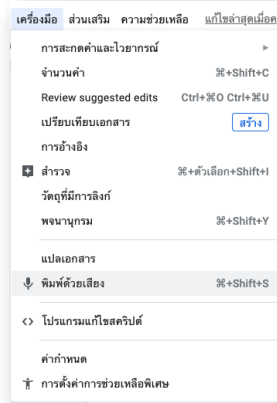 เครื่องมือ ส่วนเสริม ความช่วยเหลือ แก้ไขล่าสุดเมื่อค
การสะกดคำและไวยากรณ์ ►
จำนวนคำ ⌘+Shift+C
Review suggested edits Ctrl+⌘O Ctrl+⌘U
เปรียบเทียบเอกสาร สร้าง
การอ้างอิง
สำรวจ ⌘+ตัวเลือก+Shift+I
วัตถุที่มีการลิงก์
พจนานุกรม ⌘+Shift+Y
แปลเอกสาร
พิมพ์ด้วยเสียง ⌘+Shift+S
โปรแกรมแก้ไขสคริปต์
ค่ากำหนด
การตั้งค่าการช่วยเหลือพิเศษ